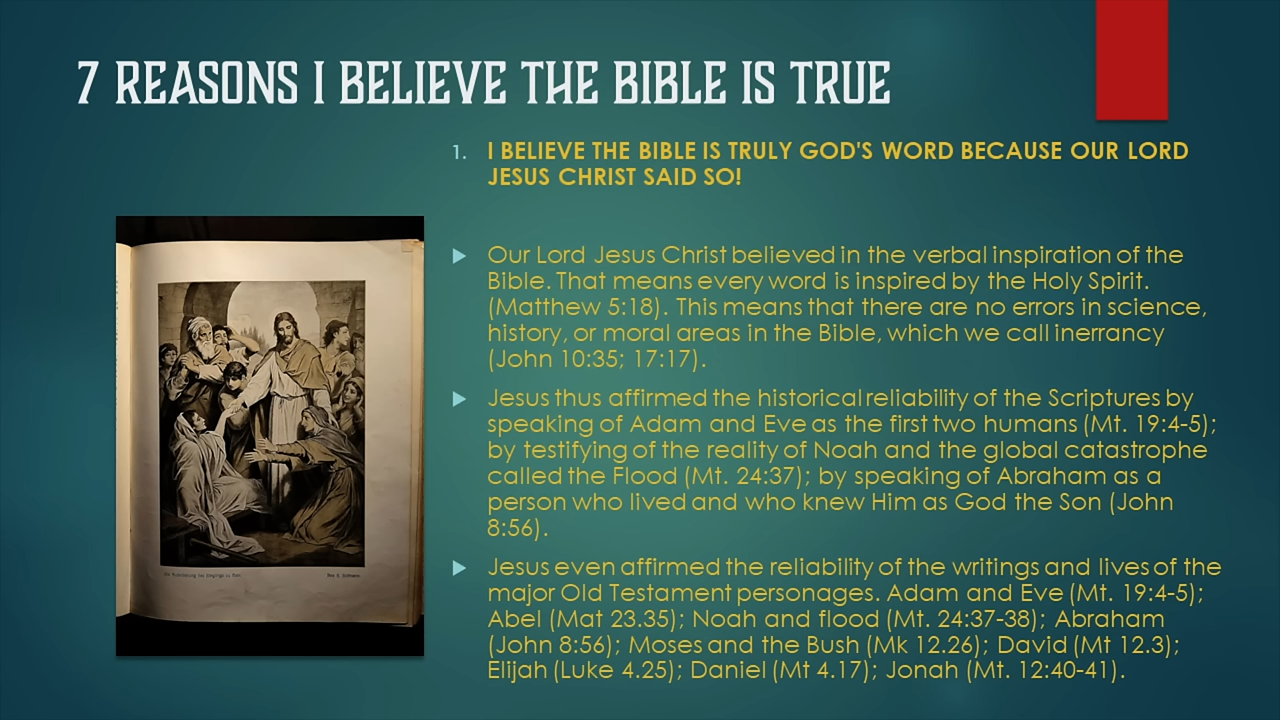 7 REASONS I BELIEVE THE BIBLE IS TRUE
1. I BELIEVE THE BIBLE IS TRULY GOD'S WORD BECAUSE OUR LORD
JESUS CHRIST SAID SO!
Our Lord Jesus Christ believed in the verbal inspiration of the
Bible. That means every word is inspired by the Holy Spirit.
(Matthew 5:18). This means that there are no errors in science,
history, or moral areas in the Bible, which we call inerrancy
(John 10:35; 17:17).
Jesus thus affirmed the historical reliability of the Scriptures by
speaking of Adam and Eve as the first two humans (Mt. 19:4-5);
by testifying of the reality of Noah and the global catastrophe
called the Flood (Mt. 24:37); by speaking of Abraham as a
person who lived and who knew Him as God the Son (John
8:56).
Jesus even affirmed the reliability of the writings and lives of the
major Old Testament personages. Adam and Eve (Mt. 19:4-5);
Abel (Mat 23.35); Noah and flood (Mt. 24:37-38); Abraham
(John 8:56); Moses and the Bush (Mk 12.26); David (Mt 12.3);
Elijah (Luke 4.25); Daniel (Mt 4.17); Jonah (Mt. 12:40-41).